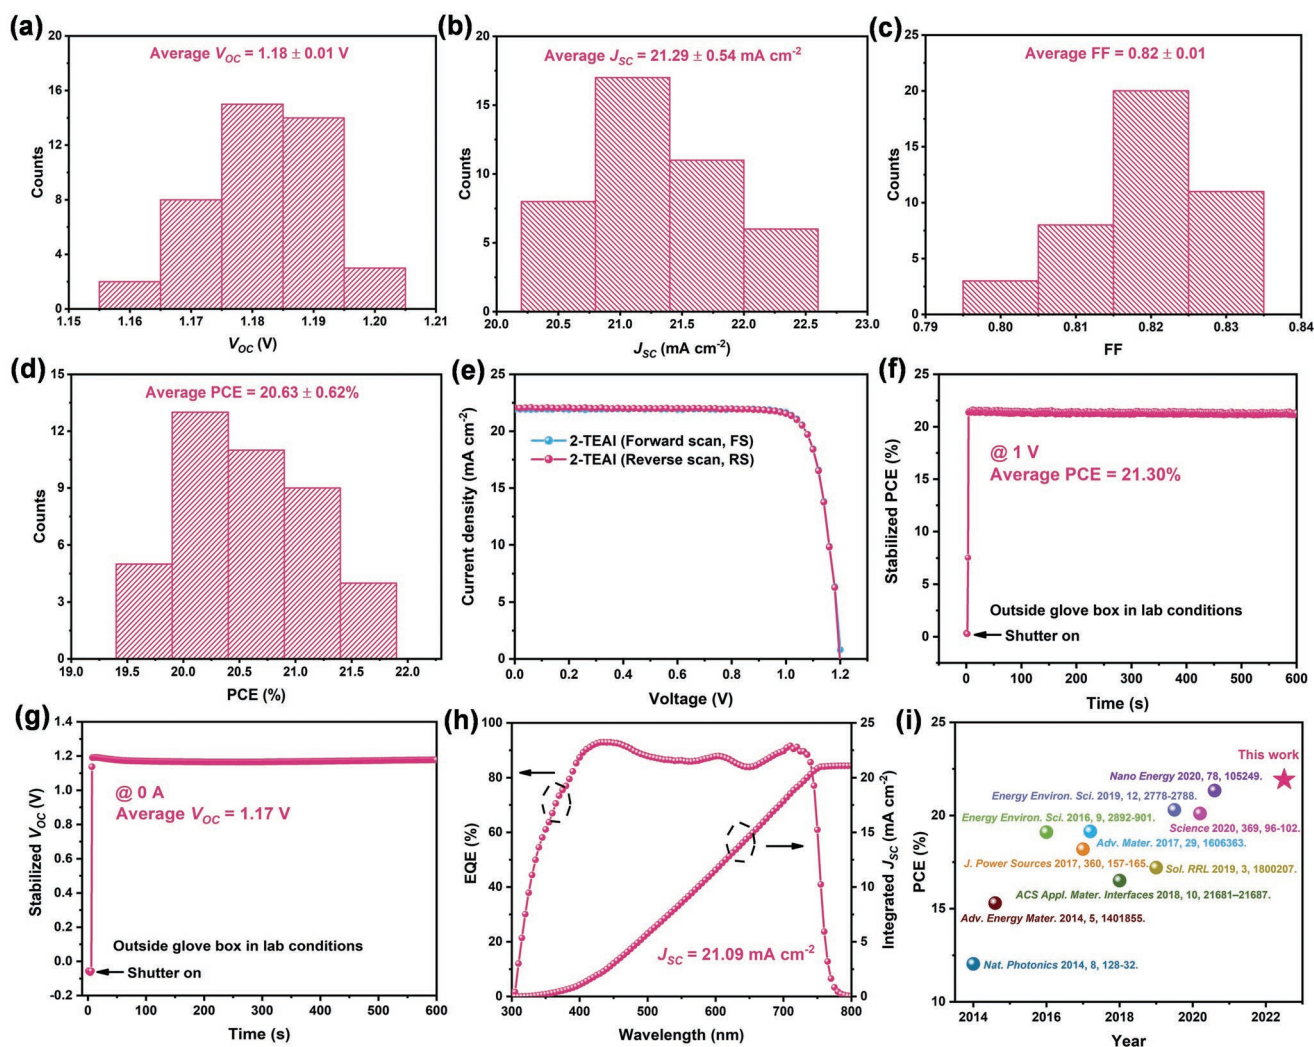 (a)
Average VOC = 1.18 ± 0.01 V
Counts
16
12
8
4
0
1.15
1.16
1.17
1.18
1.19
1.20
1.21
VOC (V)
(b)
Average JSC = 21.29 ± 0.54 mA cm-2
Counts
20
15
10
5
0
20.0
20.5
21.0
21.5
22.0
22.5
23.0
JSC (mA cm-2)
(c)
Average FF = 0.82 ± 0.01
Counts
25
20
15
10
5
0
0.79
0.80
0.81
0.82
0.83
0.84
FF
(d)
Average PCE = 20.63 ± 0.62%
Counts
15
12
9
6
3
0
19.0
19.5
20.0
20.5
21.0
21.5
22.0
PCE (%)
(e)
2-TEAI (Forward scan, FS)
2-TEAI (Reverse scan, RS)
Current density (mA cm-2)
25
20
15
10
5
0
0.0
0.2
0.4
0.6
0.8
1.0
1.2
Voltage (V)
(f)
@ 1 V
Average PCE = 21.30%
Outside glove box in lab conditions
Shutter on
Stabilized PCE (%)
25
20
15
10
5
0
0
100
200
300
400
500
600
Time (s)
(g)
@ 0 A
Average VOC = 1.17 V
Outside glove box in lab conditions
Shutter on
Stabilized VOC (V)
1.4
1.2
1.0
0.8
0.6
0.4
0.2
0.0
-0.2
0
100
200
300
400
500
600
Time (s)
(h)
JSC = 21.09 mA cm-2
EQE (%)
100
80
60
40
20
0
Integrated JSC (mA cm-2)
25
20
15
10
5
0
300
400
500
600
700
800
Wavelength (nm)
(i)
This work
Nano Energy 2020, 78, 105249.
Energy Environ. Sci. 2019, 12, 2778-2788.
Energy Environ. Sci. 2016, 9, 2892-901.
Science 2020, 369, 96-102.
Adv. Mater. 2017, 29, 1606363.
J. Power Sources 2017, 360, 157-165.
Sol. RRL 2019, 3, 1800207.
ACS Appl. Mater. Interfaces 2018, 10, 21681–21687.
Adv. Energy Mater. 2014, 5, 1401855.
Nat. Photonics 2014, 8, 128-32.
PCE (%)
25
20
15
10
2014
2016
2018
2020
2022
Year